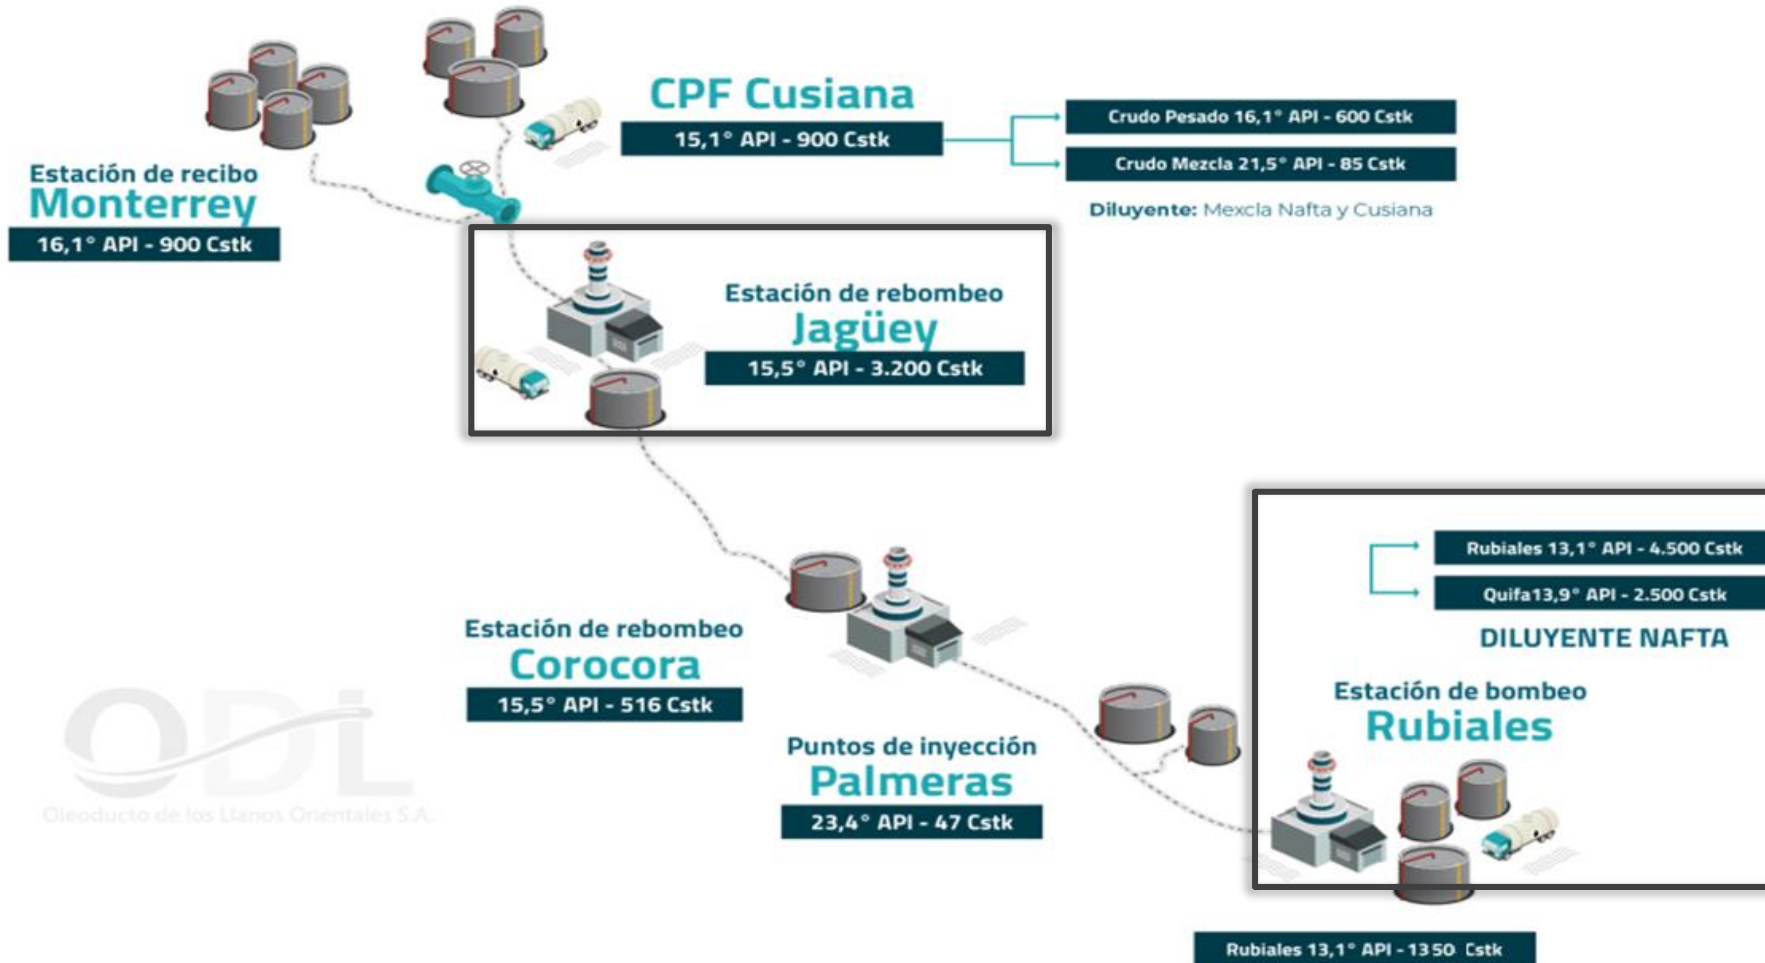 CPF Cusiana
15,1° API - 900 Cstk
Crudo Pesado 16,1° API - 600 Cstk
Crudo Mezcla 21,5° API - 85 Cstk
Diluyente: Mexcla Nafta y Cusiana
Estación de recibo
Monterrey
16,1° API - 900 Cstk
Estación de rebombeo
Jagüey
15,5° API - 3.200 Cstk
Rubiales 13,1° API - 4.500 Cstk
Quifa13,9° API - 2.500 Cstk
DILUYENTE NAFTA
Estación de bombeo
Rubiales
Estación de rebombeo
Corocora
15,5° API - 516 Cstk
Puntos de inyección
Palmeras
23,4° API - 47 Cstk
ODL
Oleoducto de los Llanos Orientales S.A.
Rubiales 13,1° API - 1350 Cstk